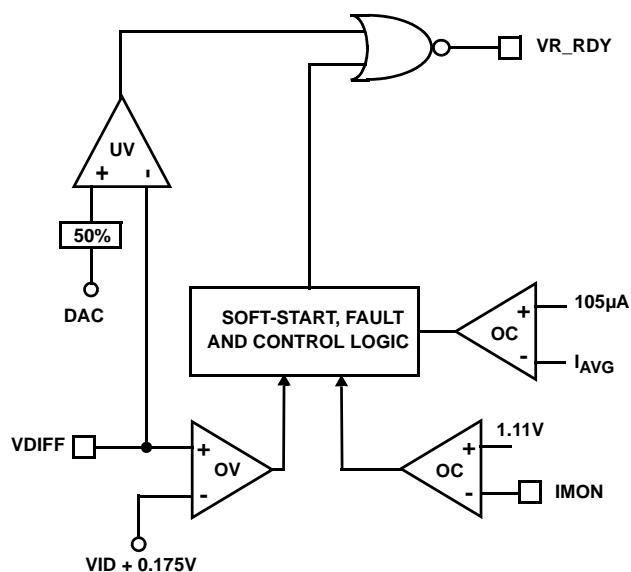 VR_RDY
UV
+ -
50%
DAC
SOFT-START, FAULT
AND CONTROL LOGIC
+ 105µA
OC
- IAVG
VDIFF
+
OV
-
VID + 0.175V
1.11V
+
OC
- IMON